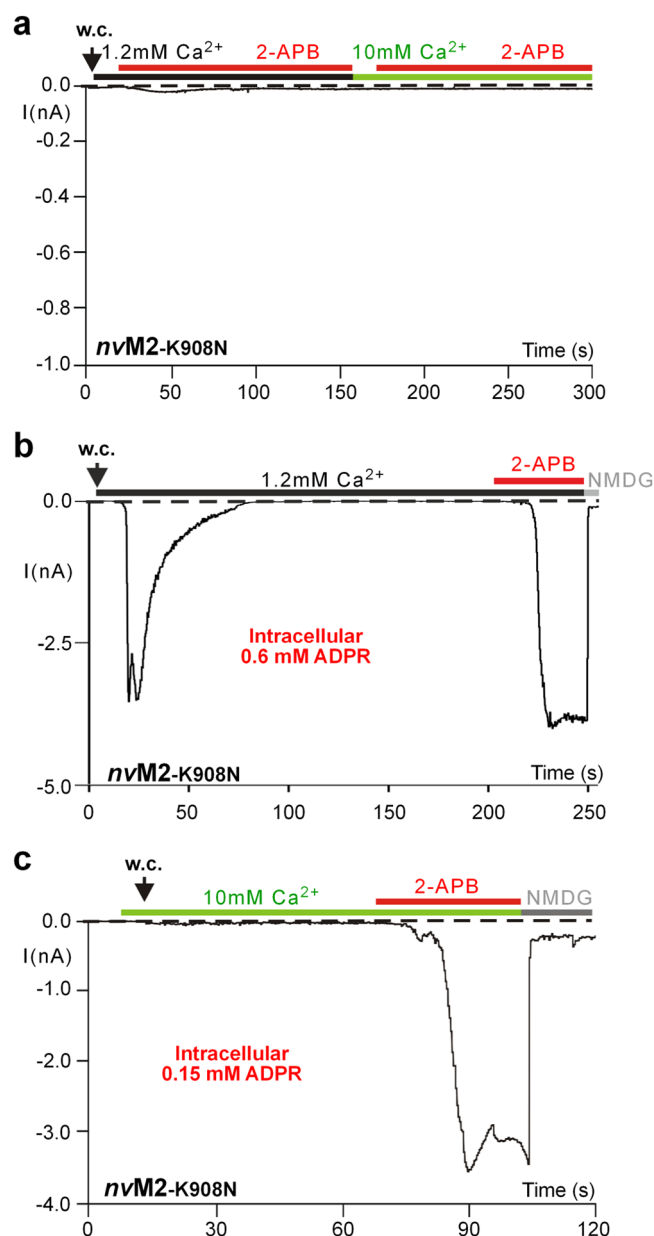 a
w.c.
1.2mM Ca²⁺ 2-APB 10mM Ca²⁺ 2-APB
0.0
I(nA)
-0.2
-0.4
-0.6
-0.8
-1.0
nvM2-K908N Time (s)
0 50 100 150 200 250 300
b
w.c.
1.2mM Ca²⁺ 2-APB NMDG
0.0
I(nA)
-2.5
-5.0
Intracellular
0.6 mM ADPR
nvM2-K908N Time (s)
0 50 100 150 200 250
c
w.c.
10mM Ca²⁺ 2-APB NMDG
0.0
I(nA)
-1.0
-2.0
-3.0
-4.0
Intracellular
0.15 mM ADPR
nvM2-K908N Time (s)
0 30 60 90 120